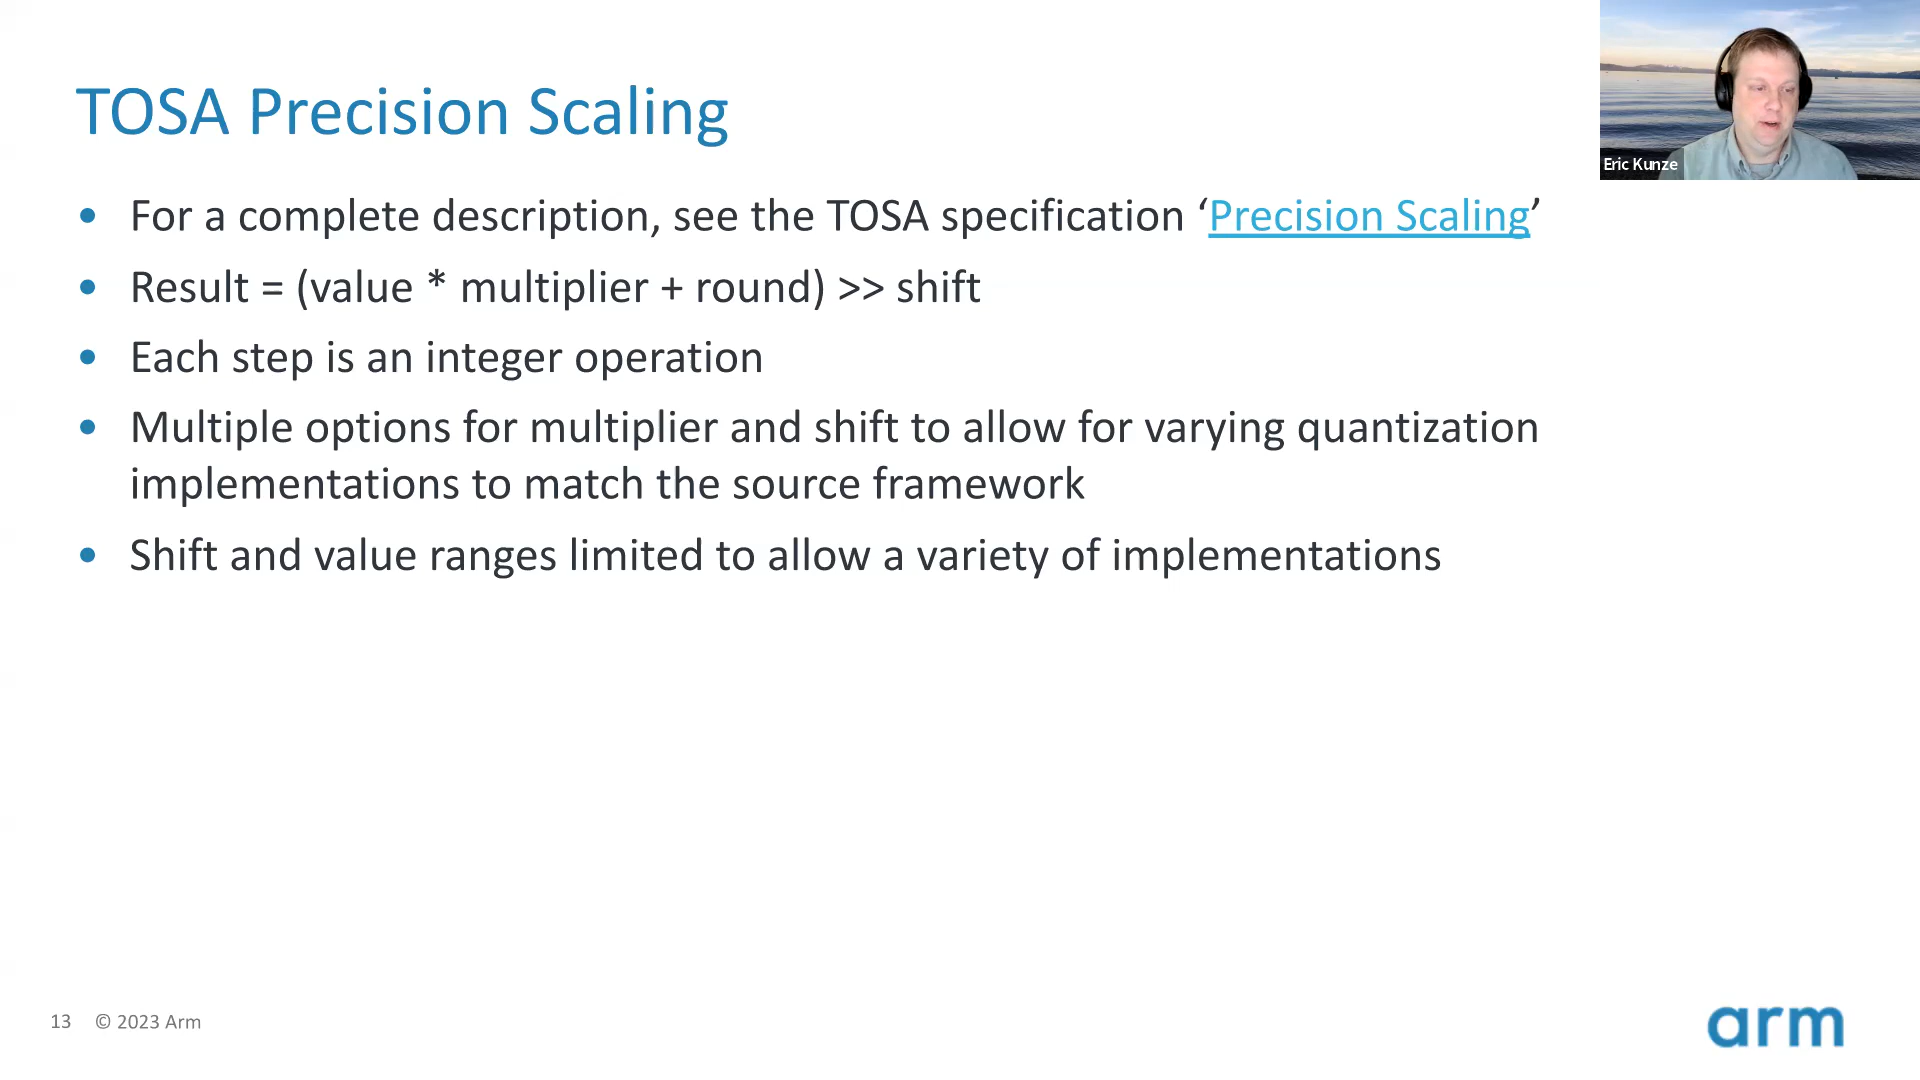 TOSA Precision Scaling
Eric Kunze
• For a complete description, see the TOSA specification ‘Precision Scaling’
• Result = (value * multiplier + round) >> shift
• Each step is an integer operation
• Multiple options for multiplier and shift to allow for varying quantization
implementations to match the source framework
• Shift and value ranges limited to allow a variety of implementations
13 © 2023 Arm
arm